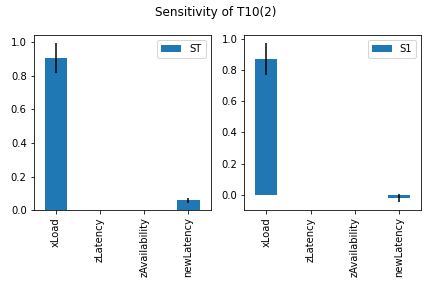 Sensitivity of T10(2)
ST
1.0
0.8
0.6
0.4
0.2
0.0
xLoad
zLatency
zAvailability
newLatency
S1
1.0
0.8
0.6
0.4
0.2
0.0
xLoad
zLatency
zAvailability
newLatency